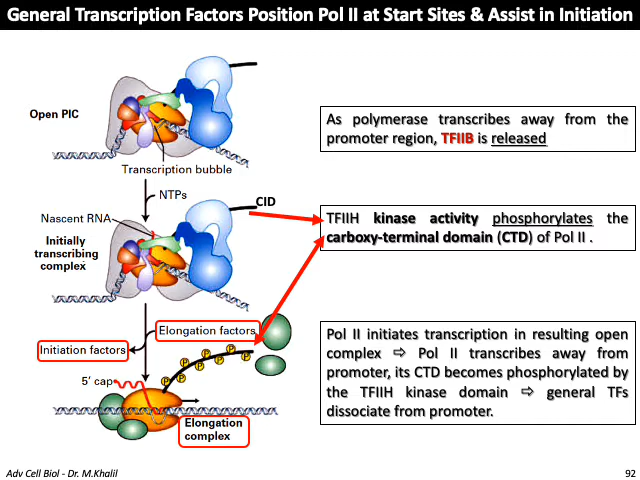 General Transcription Factors Position Pol II at Start Sites & Assist in Initiation
Open PIC
Transcription bubble
NTPs
CID
Nascent RNA
Initially
transcribing
complex
Elongation factors
Initiation factors
P P P P P P P
5' cap
Elongation
complex
As polymerase transcribes away from the
promoter region, TFIIB is released
TFIIH kinase activity phosphorylates the
carboxy-terminal domain (CTD) of Pol II .
Pol II initiates transcription in resulting open
complex ⇨ Pol II transcribes away from
promoter, its CTD becomes phosphorylated by
the TFIIH kinase domain ⇨ general TFs
dissociate from promoter.
Adv Cell Biol - Dr. M.Khalil
92